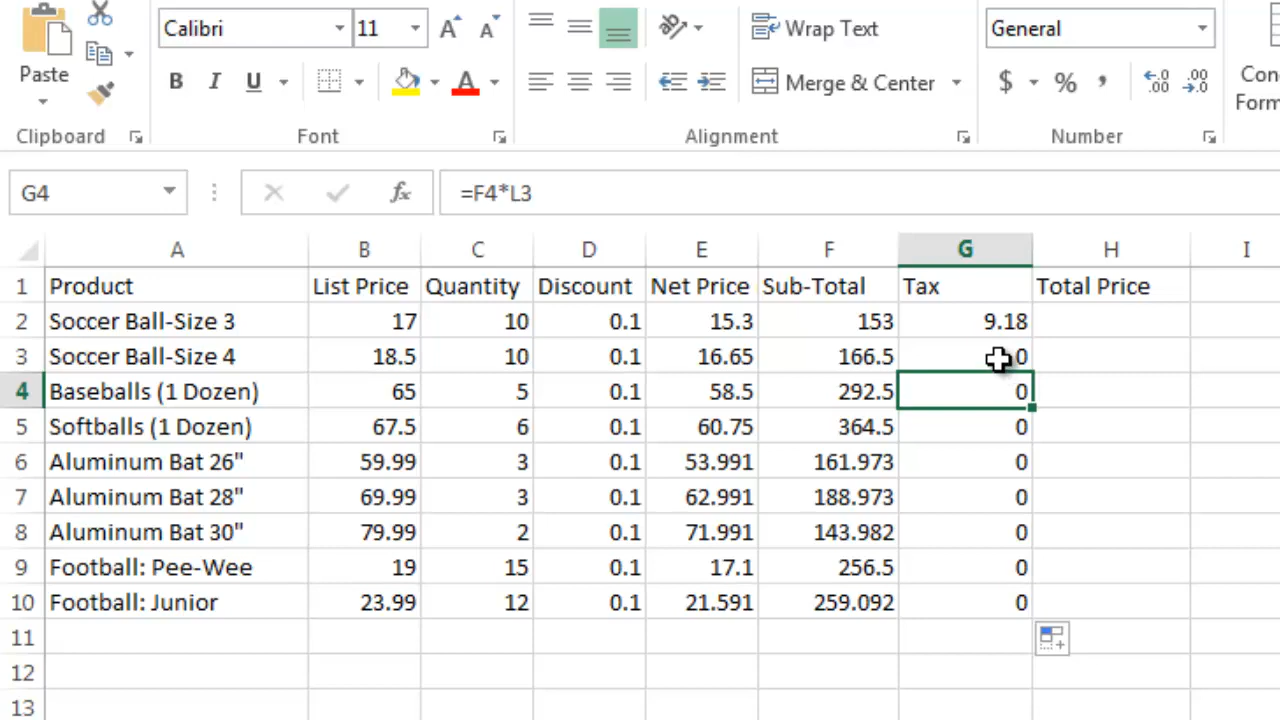 Calibri 11 A A Wrap Text General
Paste B I U A Merge & Center $ % , .0 .00 .00 .0 Con
Form
Clipboard Font Alignment Number
G4 fx =F4*L3
A B C D E F G H I
1 Product List Price Quantity Discount Net Price Sub-Total Tax Total Price
2 Soccer Ball-Size 3 17 10 0.1 15.3 153 9.18
3 Soccer Ball-Size 4 18.5 10 0.1 16.65 166.5 0
4 Baseballs (1 Dozen) 65 5 0.1 58.5 292.5 0
5 Softballs (1 Dozen) 67.5 6 0.1 60.75 364.5 0
6 Aluminum Bat 26" 59.99 3 0.1 53.991 161.973 0
7 Aluminum Bat 28" 69.99 3 0.1 62.991 188.973 0
8 Aluminum Bat 30" 79.99 2 0.1 71.991 143.982 0
9 Football: Pee-Wee 19 15 0.1 17.1 256.5 0
10 Football: Junior 23.99 12 0.1 21.591 259.092 0
11
12
13